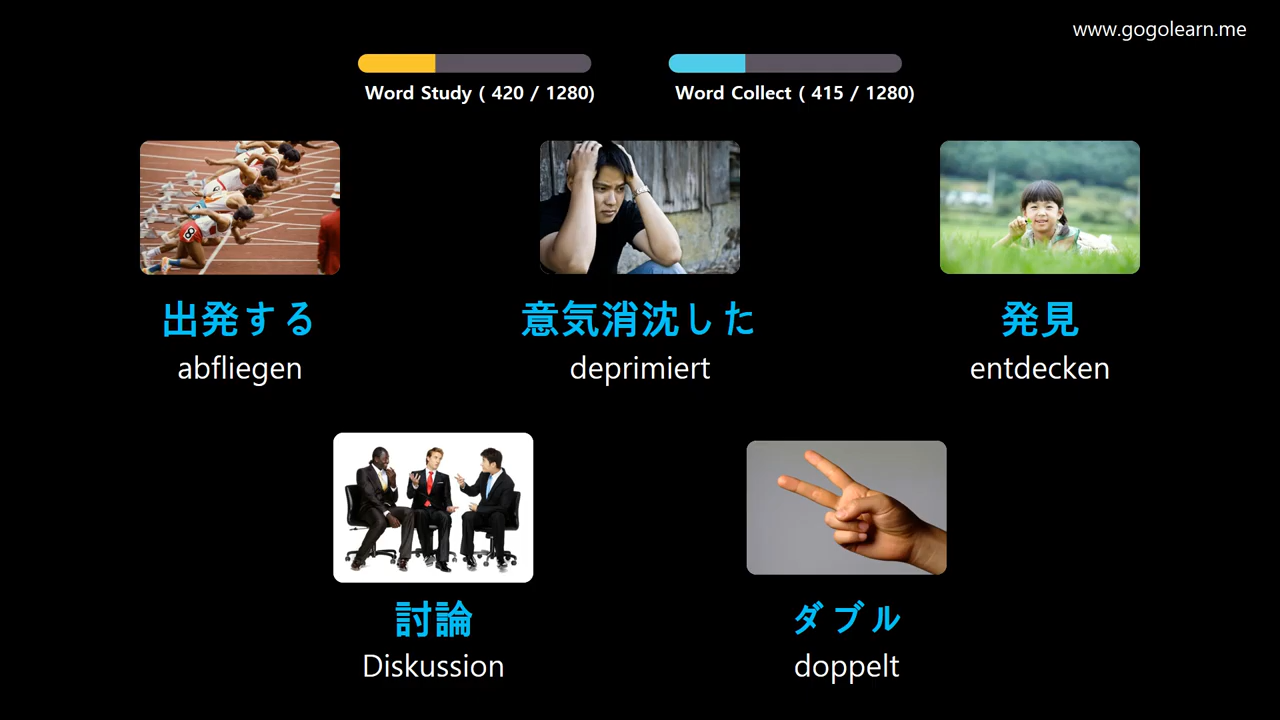 www.gogolearn.me
Word Study ( 420 / 1280)
Word Collect ( 415 / 1280)
出発する
abfliegen
意気消沈した
deprimiert
発見
entdecken
討論
Diskussion
ダブル
doppelt